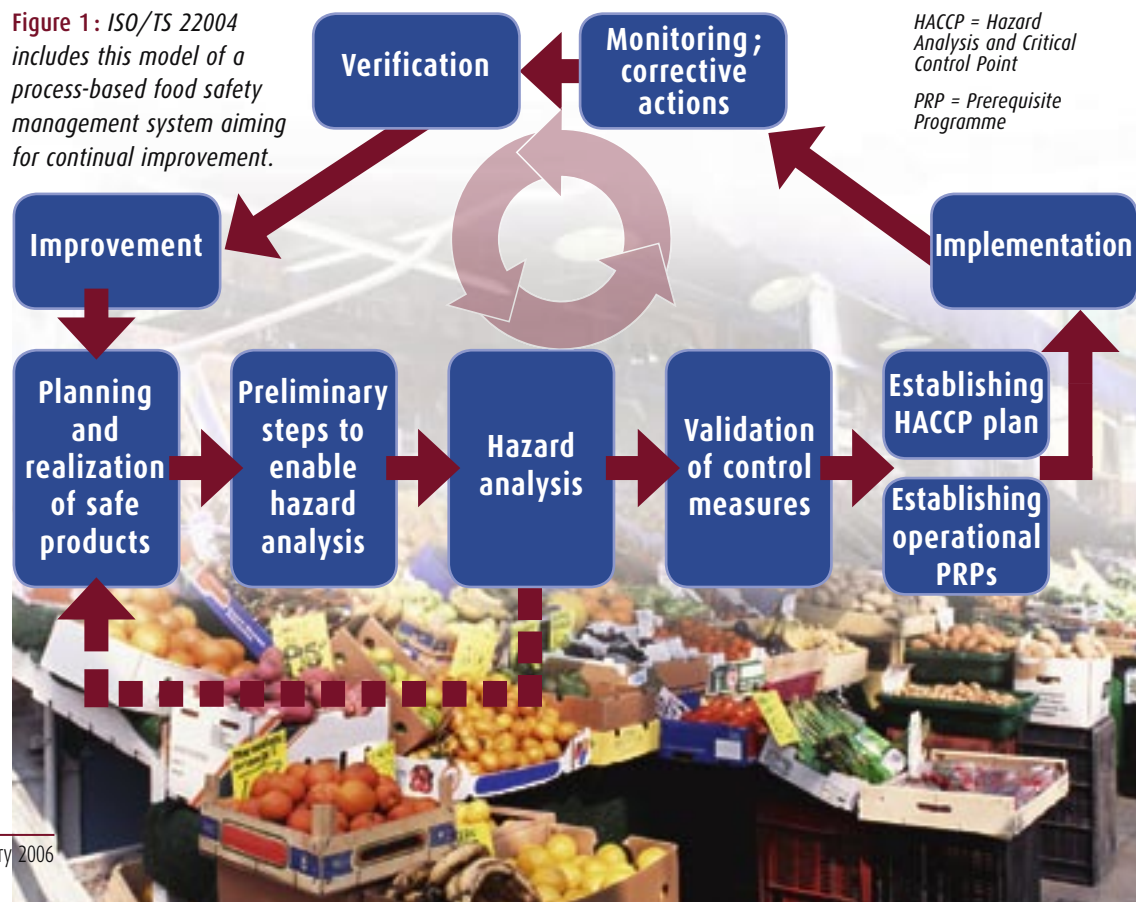 Figure 1: ISO/TS 22004
includes this model of a
process-based food safety
management system aiming
for continual improvement.
Verification
Monitoring ;
corrective
actions
HACCP = Hazard
Analysis and Critical
Control Point
PRP = Prerequisite
Programme
Improvement
Implementation
Planning
and
realization
of safe
products
Preliminary
steps to
enable
hazard
analysis
Hazard
analysis
Validation
of control
measures
Establishing
HACCP plan
Establishing
operational
PRPs
ry 2006